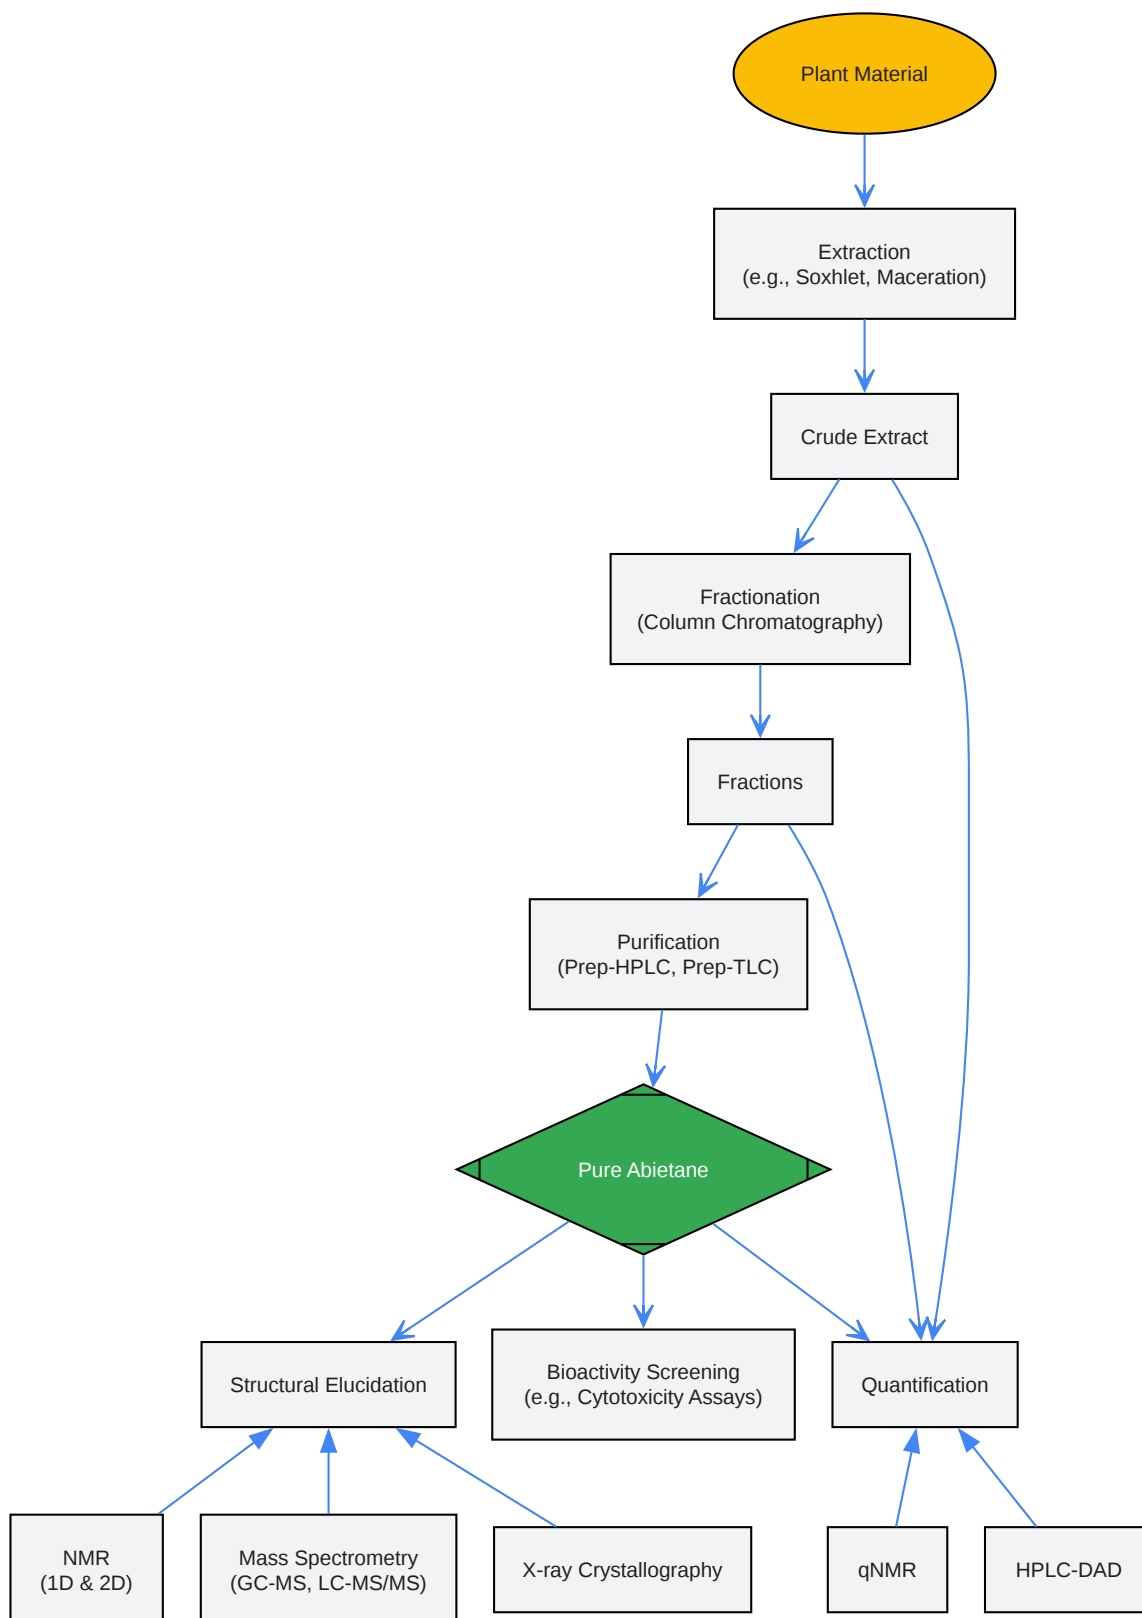 Plant Material
Extraction
(e.g., Soxhlet, Maceration)
Crude Extract
Fractionation
(Column Chromatography)
Fractions
Purification
(Prep-HPLC, Prep-TLC)
Pure Abietane
Structural Elucidation
Bioactivity Screening
(e.g., Cytotoxicity Assays)
Quantification
NMR
(1D & 2D)
Mass Spectrometry
(GC-MS, LC-MS/MS)
X-ray Crystallography
qNMR
HPLC-DAD